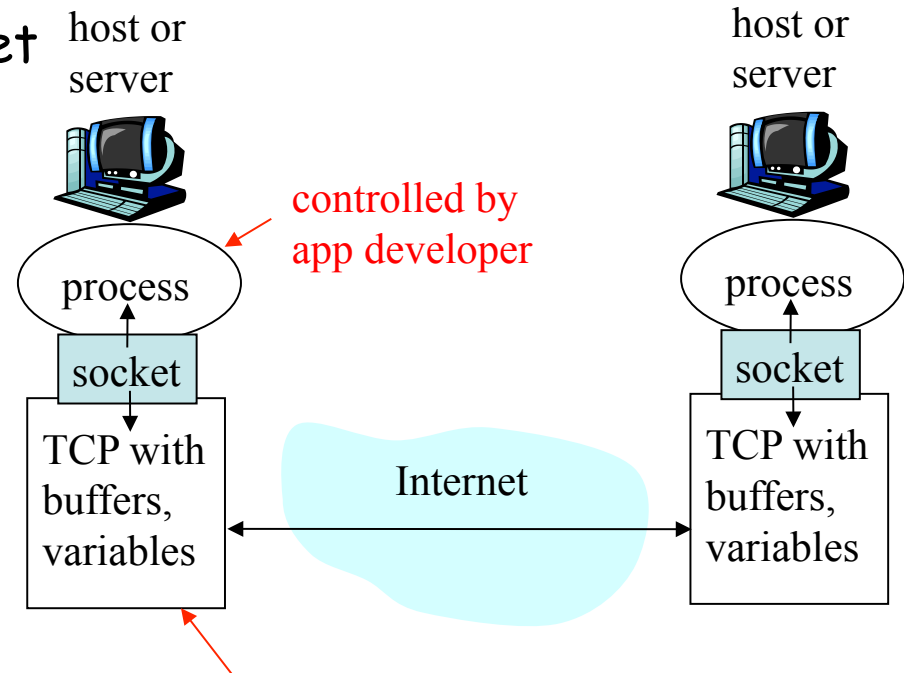 et
host or
server
host or
server
controlled by
app developer
process
process
socket
socket
TCP with
buffers,
variables
Internet
TCP with
buffers,
variables